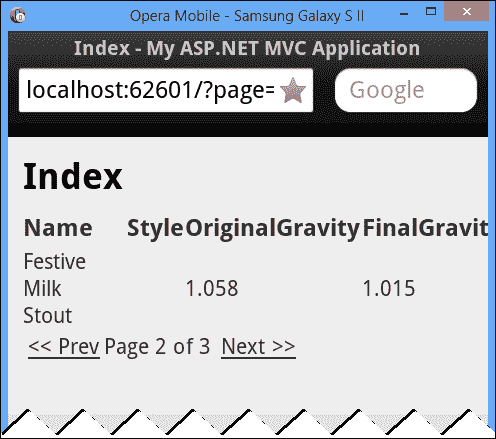 Opera Mobile - Samsung Galaxy S II
Index - My ASP.NET MVC Application
localhost:62601/?page= Google
Index
Name Style OriginalGravity FinalGravit
Festive
Milk 1.058 1.015
Stout
<< Prev Page 2 of 3 Next >>